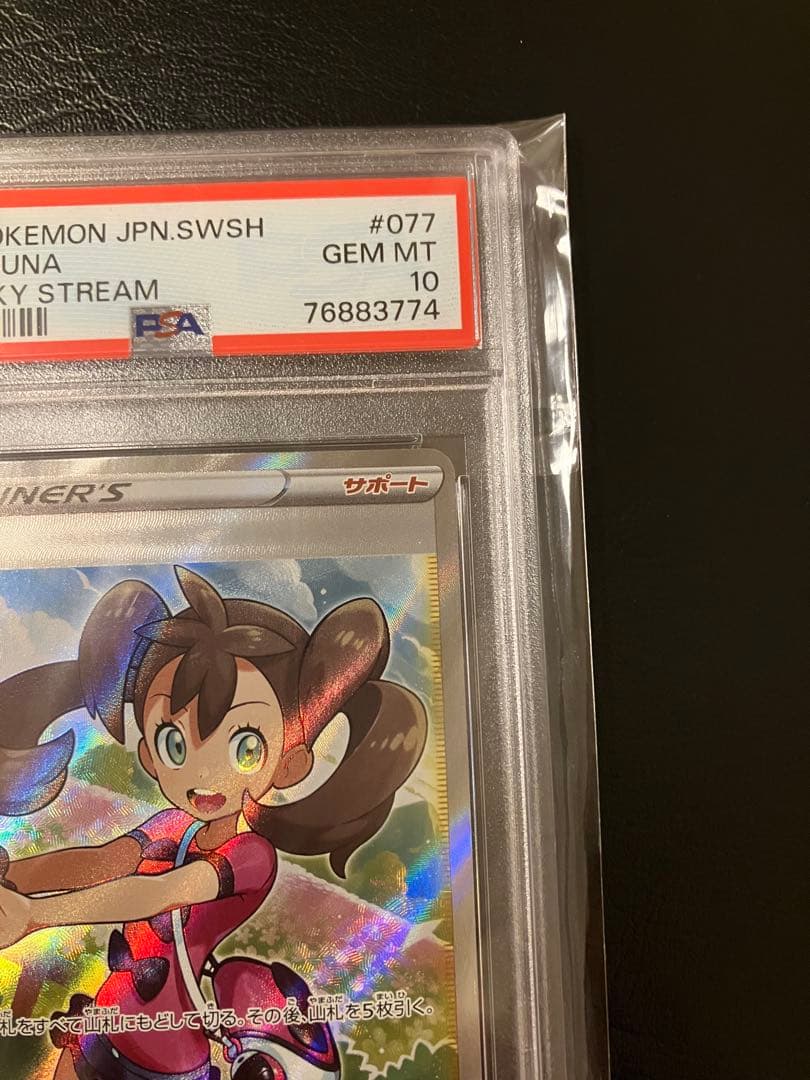 OKEMON JPN.SWSH #077
UNA GEM MT
KY STREAM 10
PSA 76883774
INER'S サポート
札をすべて山札にもどして切る。その後、山札を5枚引く。